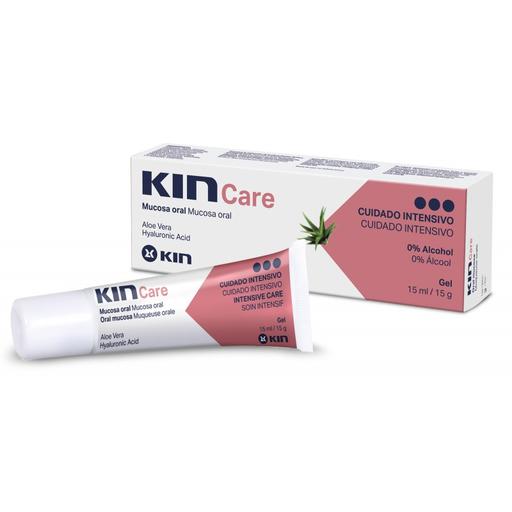 KIN Care
Mucosa oral Mucosa oral
Aloe Vera
Hyaluronic Acid
KIN
CUIDADO INTENSIVO
CUIDADO INTENSIVO
0% Alcohol
0% Álcool
Gel
15 ml / 15 g
KIN Care
KIN Care
Mucosa oral Mucosa oral
Oral mucosa Muqueuse orale
Aloe Vera
Hyaluronic Acid
CUIDADO INTENSIVO
CUIDADO INTENSIVO
INTENSIVE CARE
SOIN INTENSIF
Gel
15 ml / 15 g
KIN